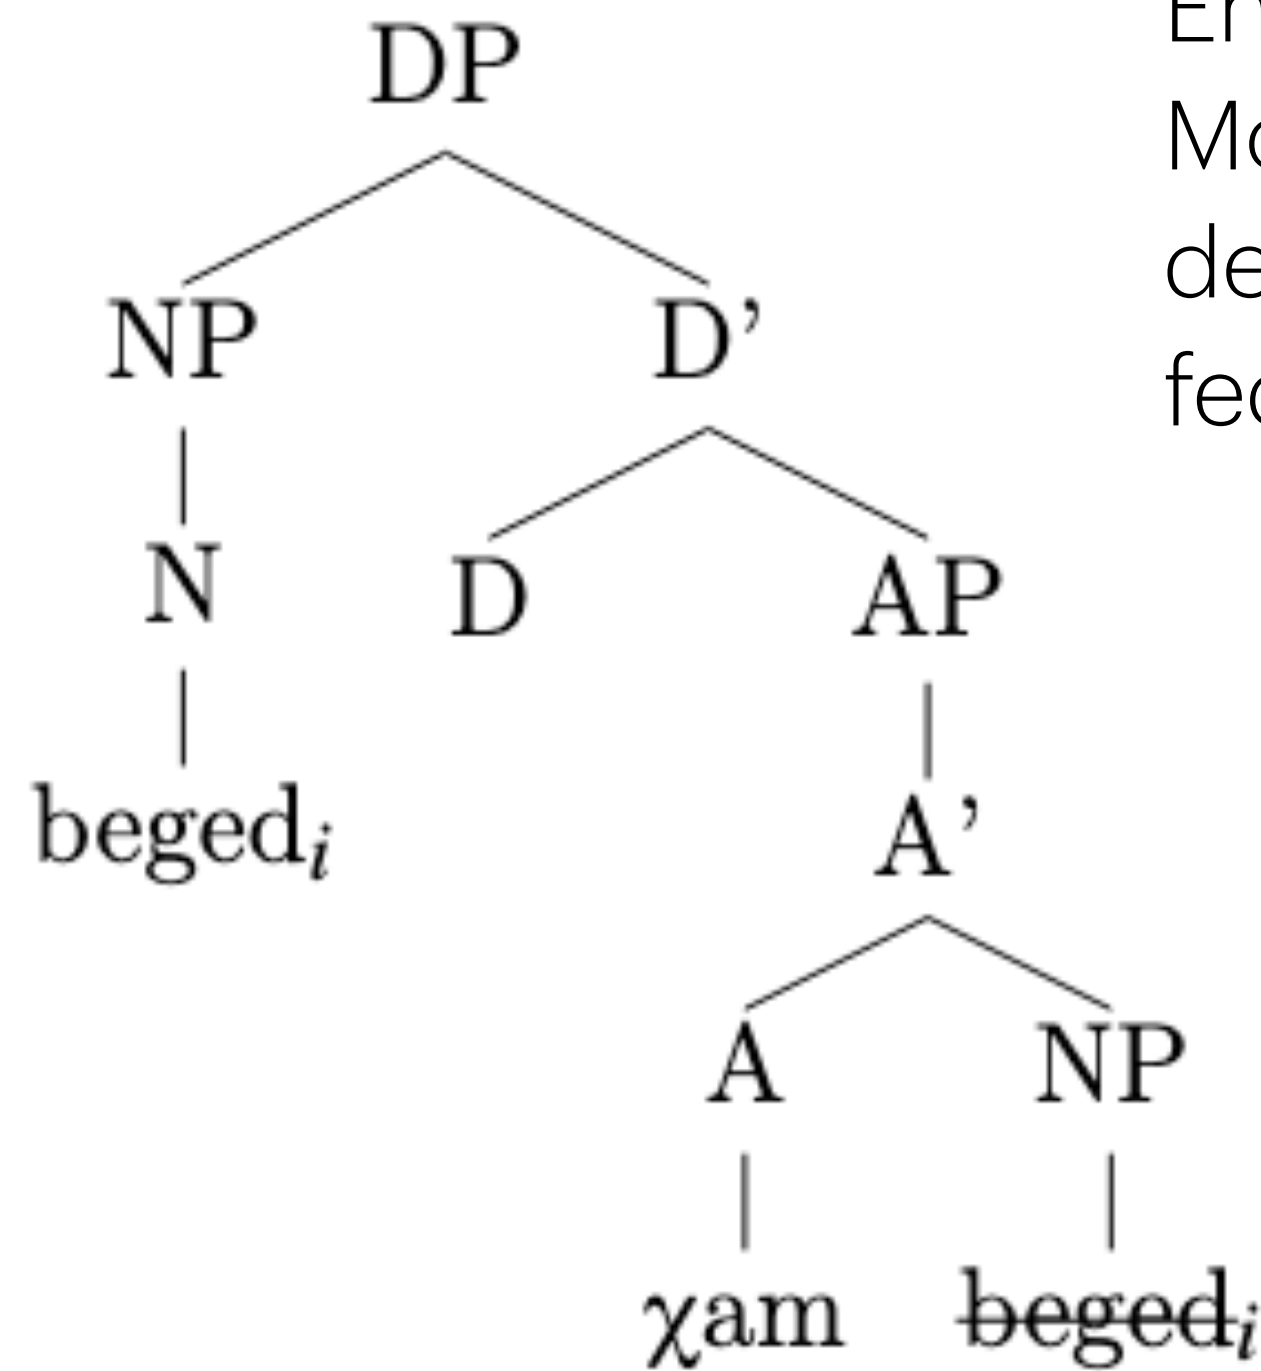 DP
NP D’
N D AP
beged_i
A’
A NP
χam ~~beged_i~~